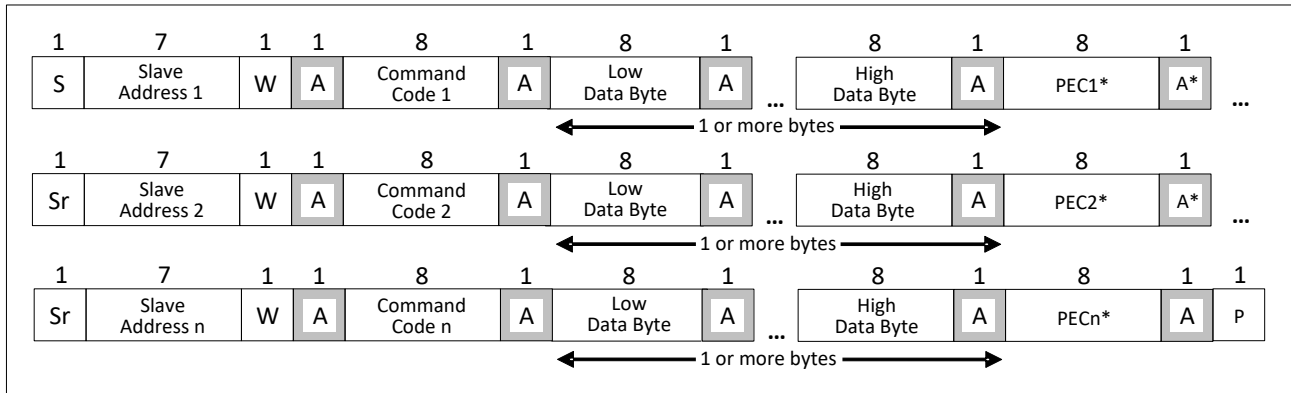 1 7 1 1 8 1 8 1 8 1 8 1
S Slave Address 1 W A Command Code 1 A Low Data Byte A ... High Data Byte A PEC1* A* ...
1 or more bytes
1 7 1 1 8 1 8 1 8 1 8 1
Sr Slave Address 2 W A Command Code 2 A Low Data Byte A ... High Data Byte A PEC2* A* ...
1 or more bytes
1 7 1 1 8 1 8 1 8 1 8 1 1
Sr Slave Address n W A Command Code n A Low Data Byte A ... High Data Byte A PECn* A P
1 or more bytes